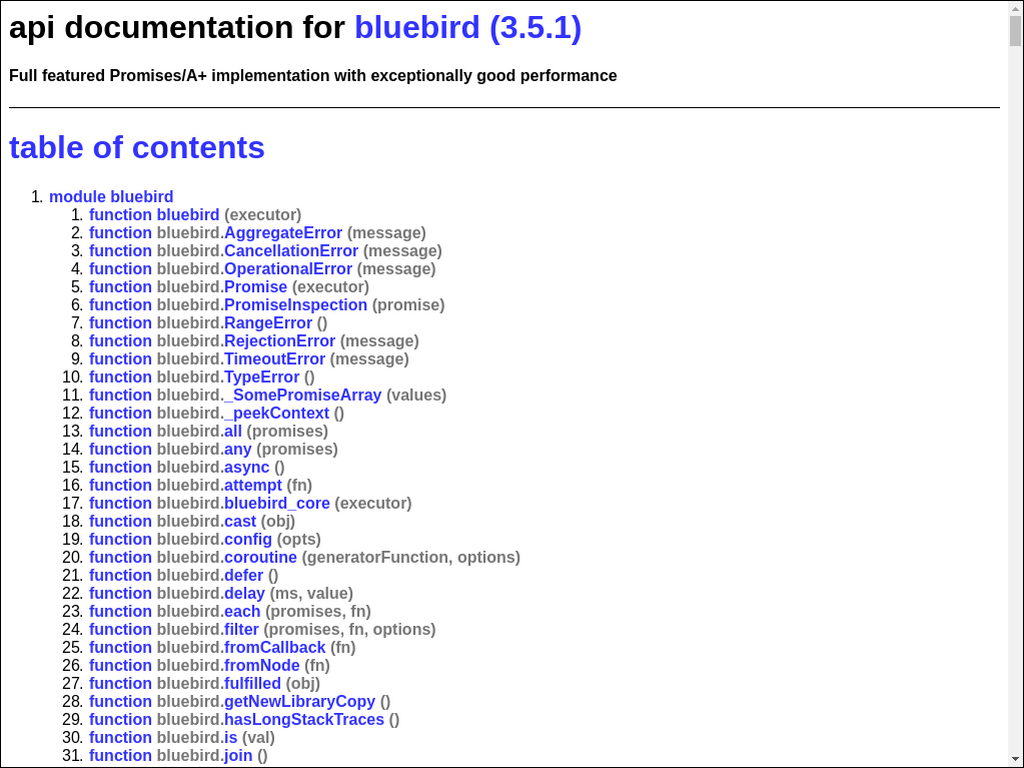 api documentation for bluebird (3.5.1)
Full featured Promises/A+ implementation with exceptionally good performance
table of contents
1. module bluebird
1. function bluebird (executor)
2. function bluebird.AggregateError (message)
3. function bluebird.CancellationError (message)
4. function bluebird.OperationalError (message)
5. function bluebird.Promise (executor)
6. function bluebird.PromiseInspection (promise)
7. function bluebird.RangeError ()
8. function bluebird.RejectionError (message)
9. function bluebird.TimeoutError (message)
10. function bluebird.TypeError ()
11. function bluebird._SomePromiseArray (values)
12. function bluebird._peekContext ()
13. function bluebird.all (promises)
14. function bluebird.any (promises)
15. function bluebird.async ()
16. function bluebird.attempt (fn)
17. function bluebird.bluebird_core (executor)
18. function bluebird.cast (obj)
19. function bluebird.config (opts)
20. function bluebird.coroutine (generatorFunction, options)
21. function bluebird.defer ()
22. function bluebird.delay (ms, value)
23. function bluebird.each (promises, fn)
24. function bluebird.filter (promises, fn, options)
25. function bluebird.fromCallback (fn)
26. function bluebird.fromNode (fn)
27. function bluebird.fulfilled (obj)
28. function bluebird.getNewLibraryCopy ()
29. function bluebird.hasLongStackTraces ()
30. function bluebird.is (val)
31. function bluebird.join ()